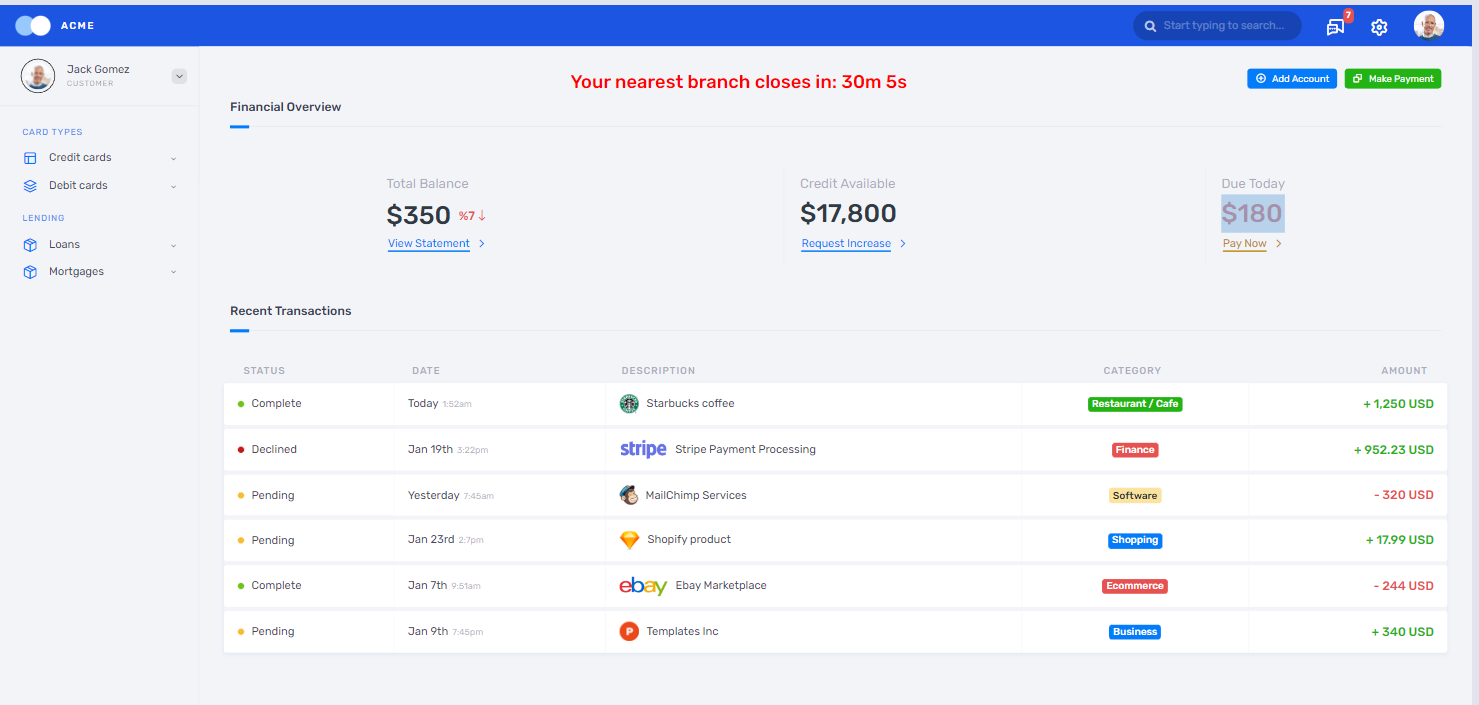 ACME
Start typing to search...
7
Jack Gomez
CUSTOMER
Your nearest branch closes in: 30m 5s
Add Account
Make Payment
Financial Overview
CARD TYPES
Credit cards
Debit cards
LENDING
Loans
Mortgages
Total Balance
$350 %7↓
View Statement
Credit Available
$17,800
Request Increase
Due Today
$180
Pay Now
Recent Transactions
STATUS DATE DESCRIPTION CATEGORY AMOUNT
Complete Today 1:52am Starbucks coffee Restaurant / Cafe + 1,250 USD
Declined Jan 19th 3:22pm stripe Stripe Payment Processing Finance + 952.23 USD
Pending Yesterday 7:45am MailChimp Services Software - 320 USD
Pending Jan 23rd 2:7pm Shopify product Shopping + 17.99 USD
Complete Jan 7th 9:51am ebay Ebay Marketplace Ecommerce - 244 USD
Pending Jan 9th 7:45pm P Templates Inc Business + 340 USD